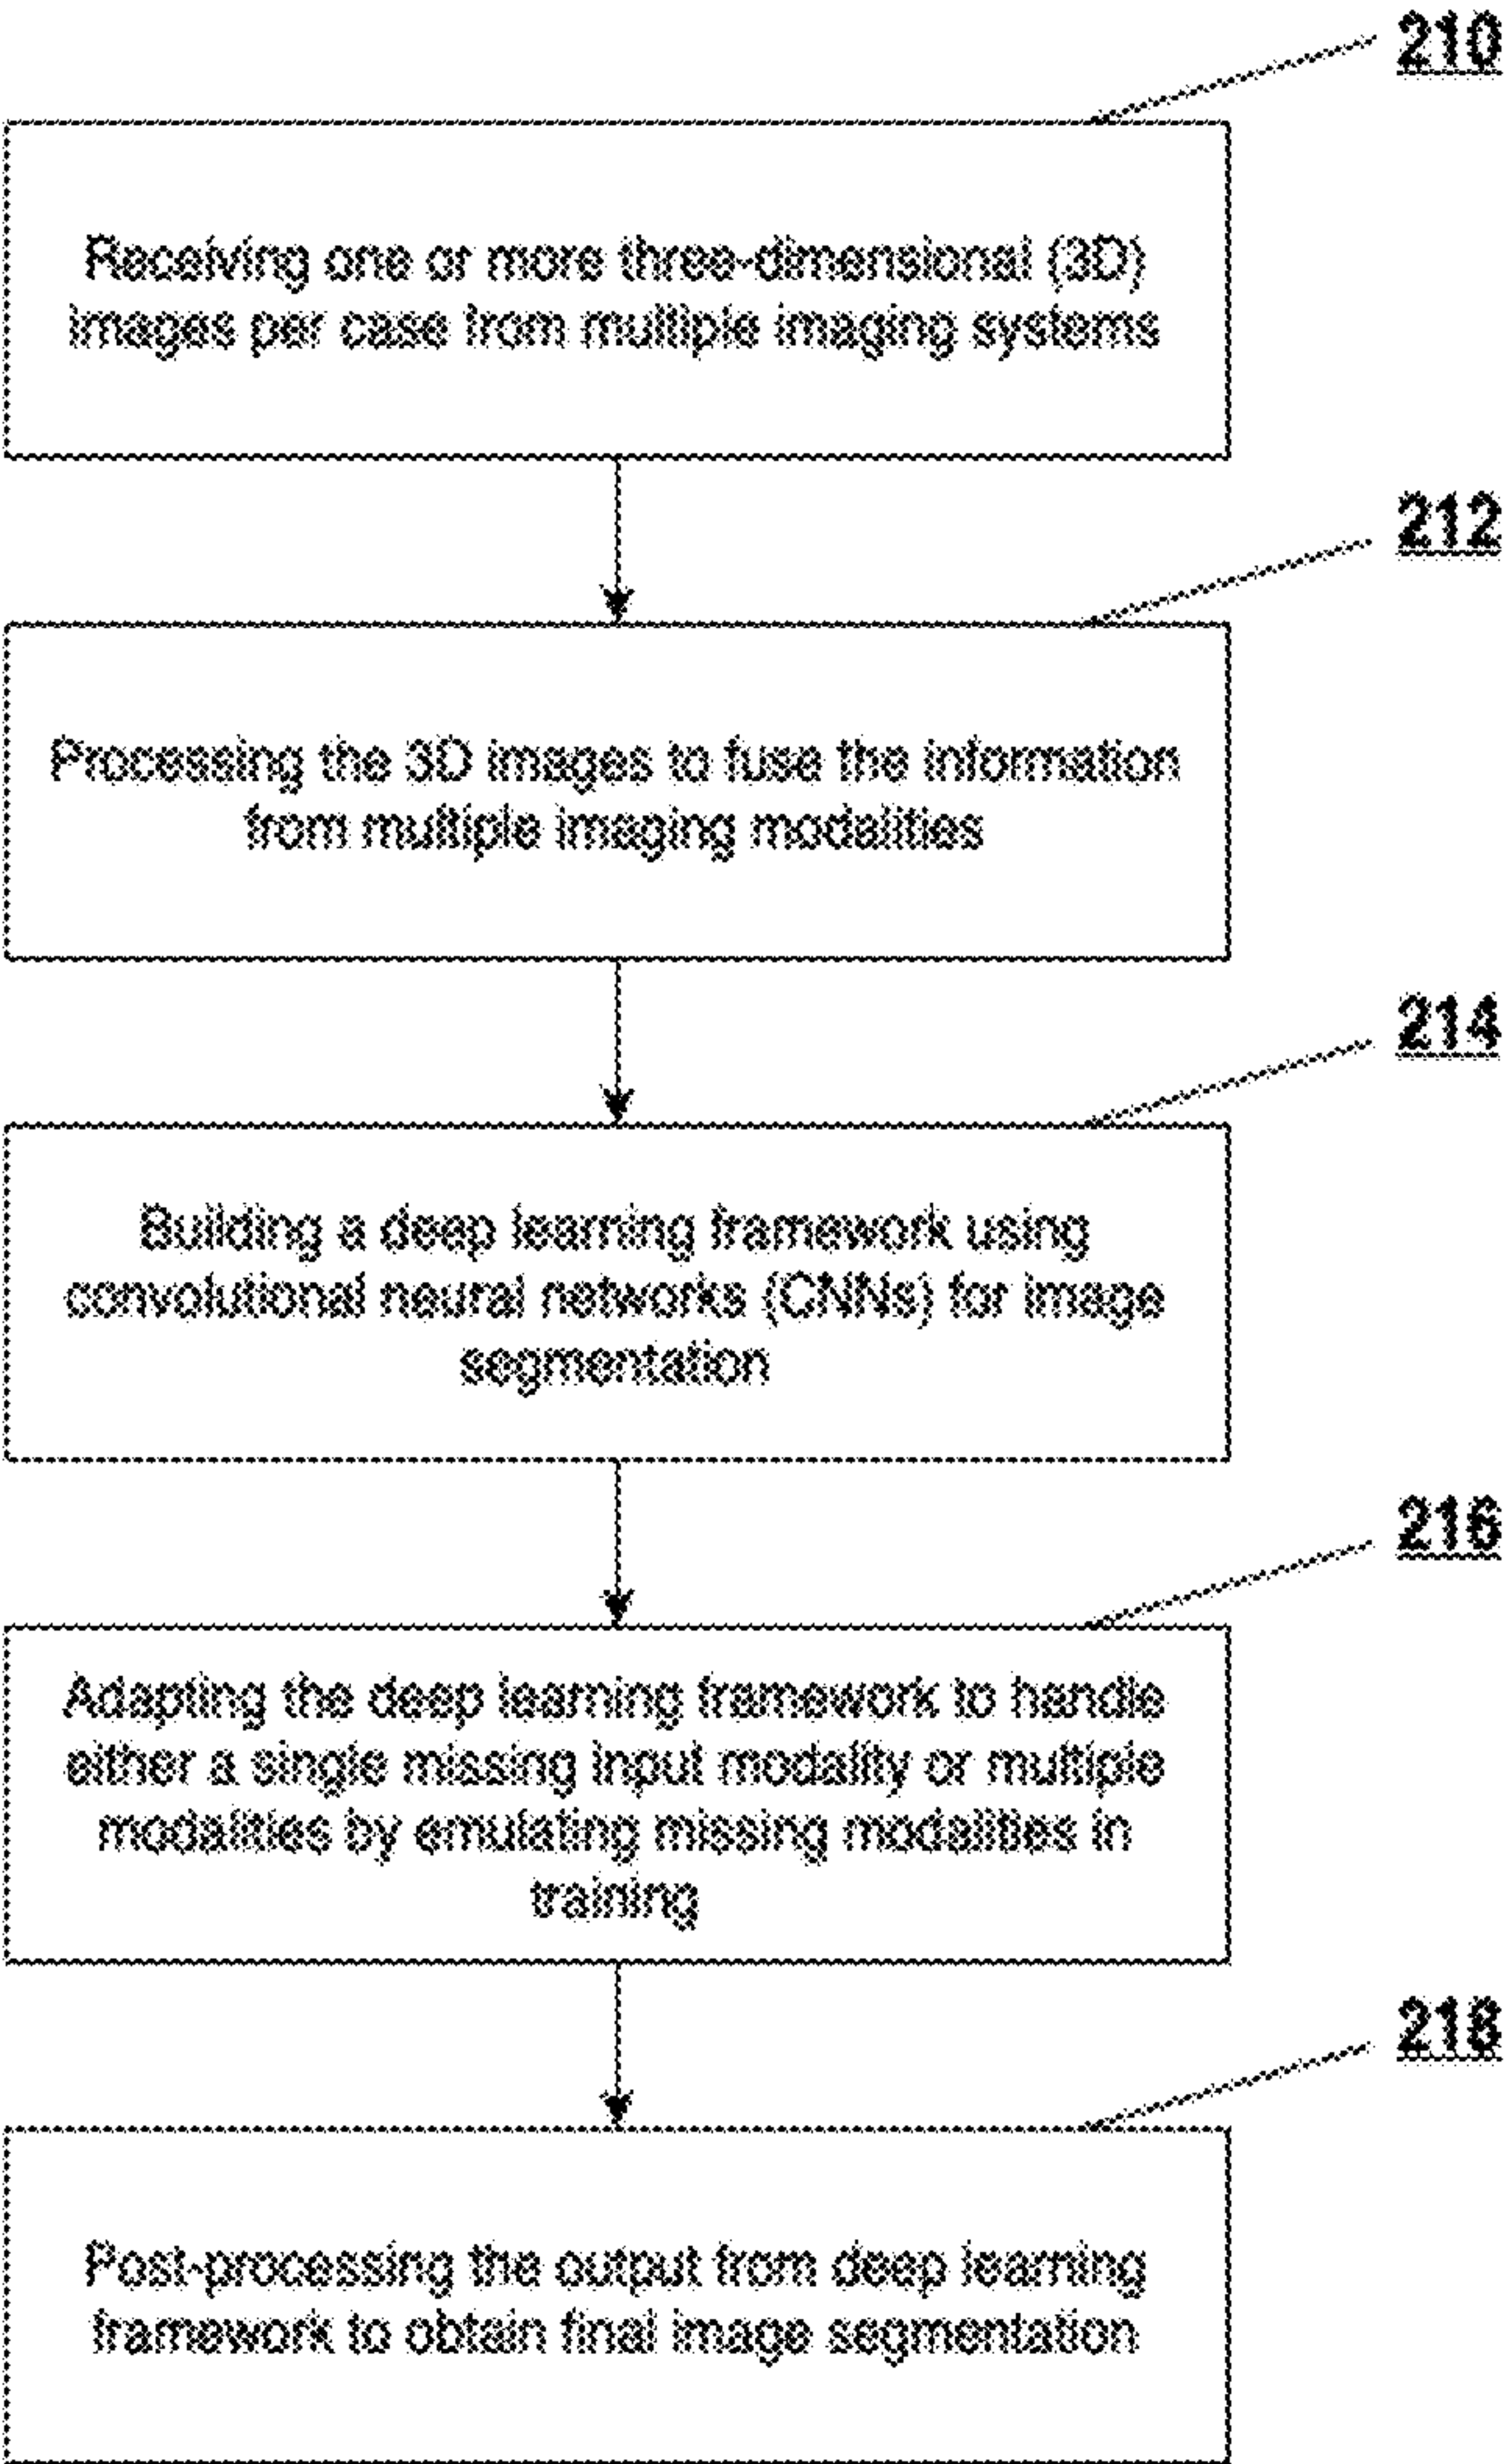 210
Receiving one or more three-dimensional (3D)
images per case from multiple imaging systems
212
Processing the 3D images to fuse the information
from multiple imaging modalities
214
Building a deep learning framework using
convolutional neural networks (CNNs) for image
segmentation
216
Adapting the deep learning framework to handle
either a single missing input modality or multiple
modalities by emulating missing modalities in
training
218
Post-processing the output from deep learning
framework to obtain final image segmentation